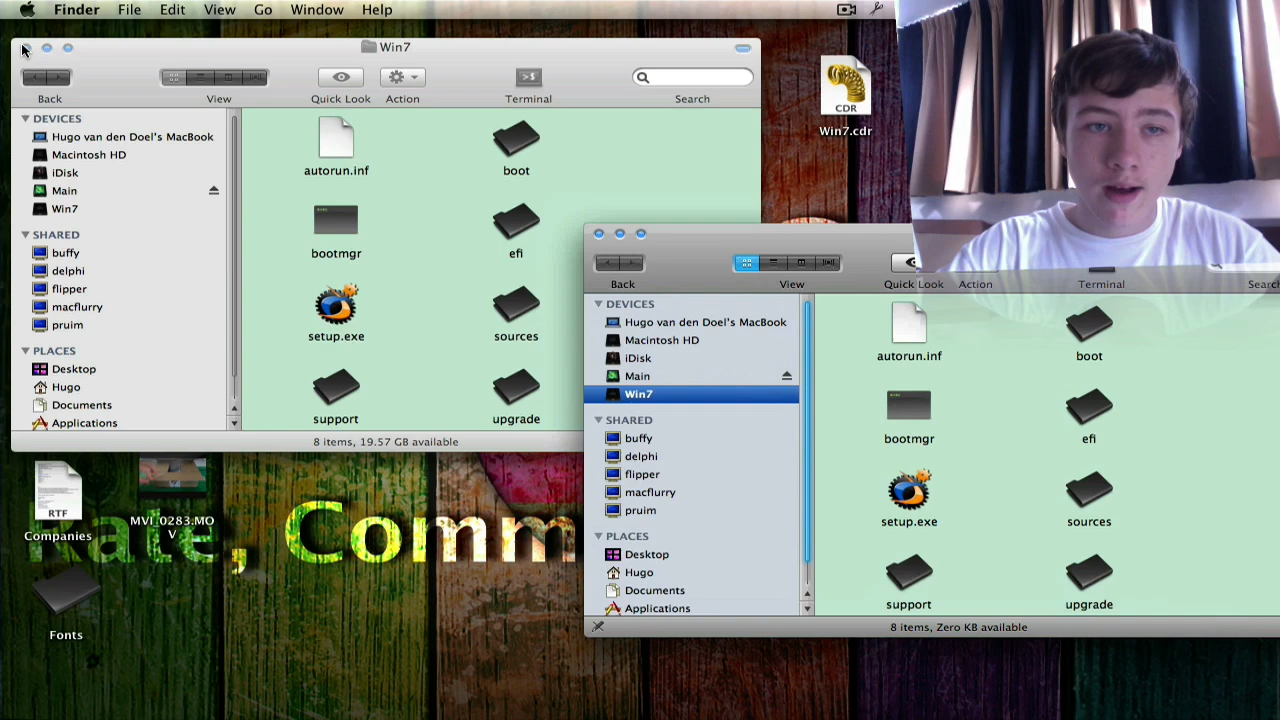 Finder File Edit View Go Window Help
Win7
Back View Quick Look Action Terminal Search
DEVICES
Hugo van den Doel's MacBook
Macintosh HD
iDisk
Main
Win7
SHARED
buffy
delphi
flipper
macflurry
pruim
PLACES
Desktop
Hugo
Documents
Applications
autorun.inf boot
bootmgr efi
setup.exe sources
support upgrade
8 items, 19.57 GB available
CDR
Win7.cdr
Back View Quick Look Action Terminal Search
DEVICES
Hugo van den Doel's MacBook
Macintosh HD
iDisk
Main
Win7
SHARED
buffy
delphi
flipper
macflurry
pruim
PLACES
Desktop
Hugo
Documents
Applications
autorun.inf boot
bootmgr efi
setup.exe sources
support upgrade
8 items, Zero KB available
RTF
Companies
MVI_0283.MO
V
Fonts
Rate, Comm